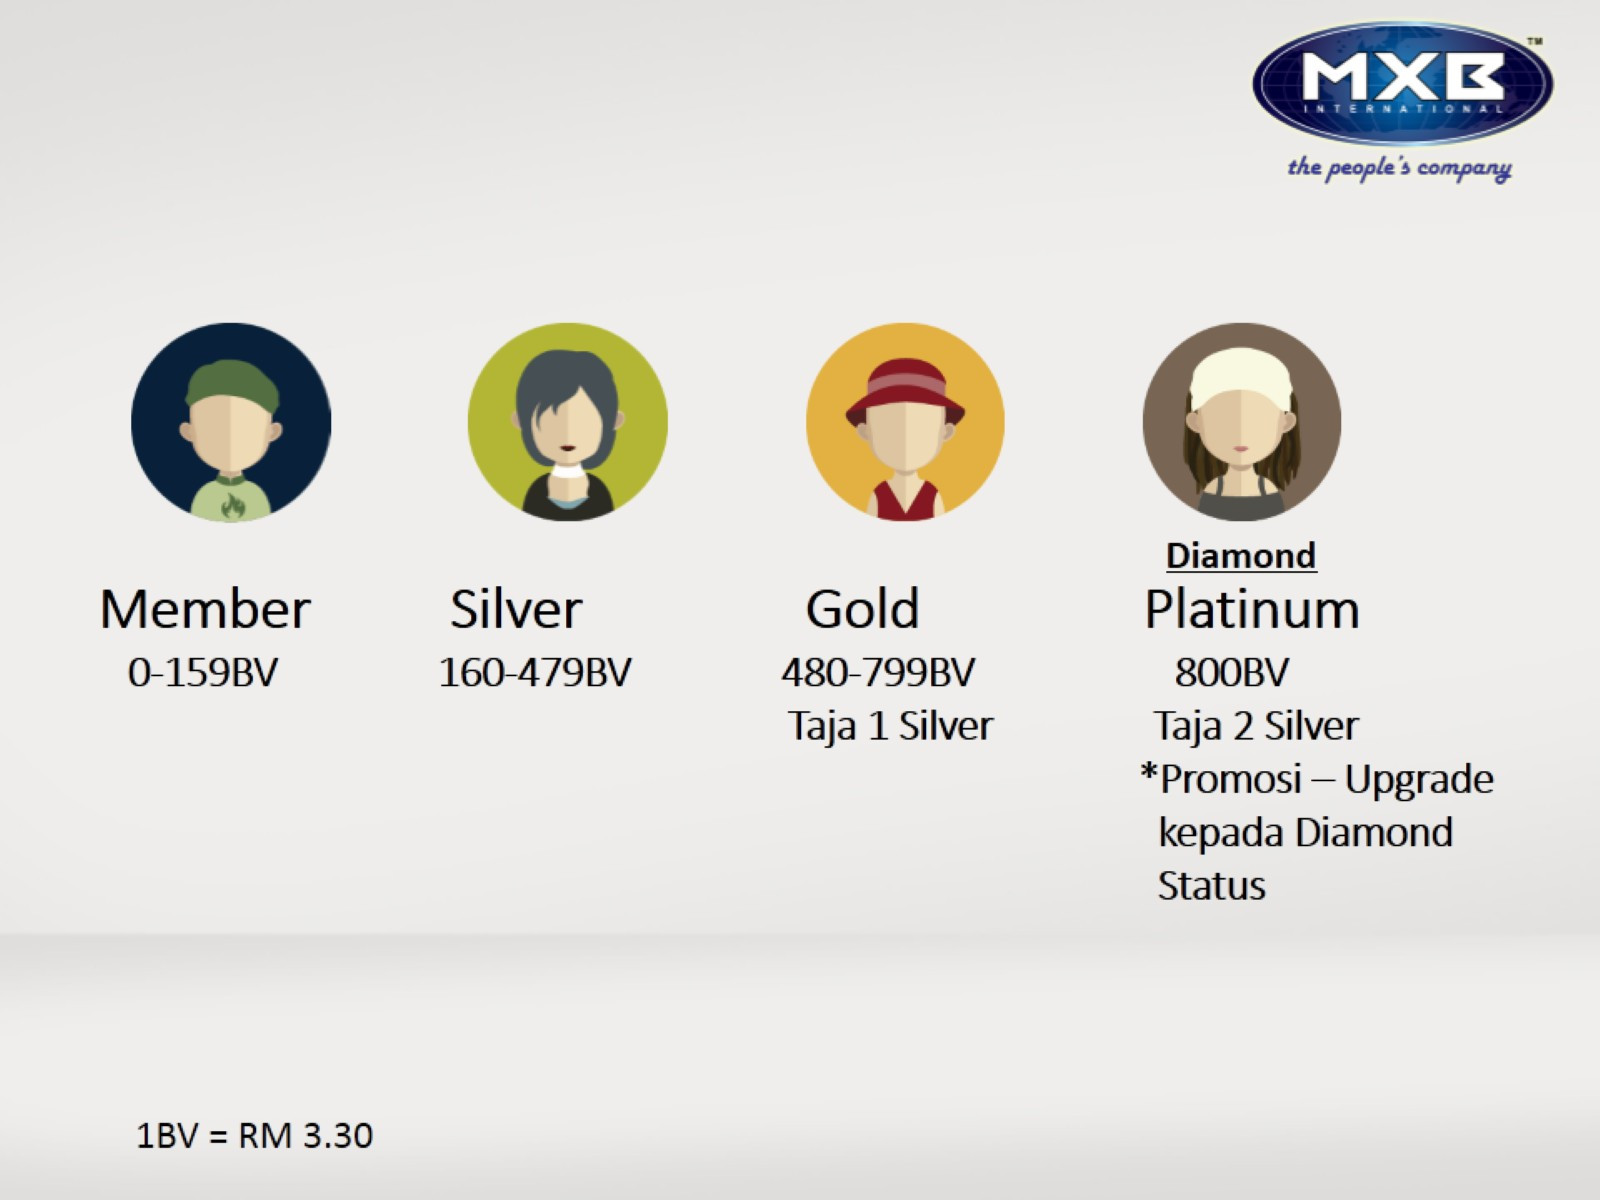 MXB
INTERNATIONAL
TM
the people's company
Diamond
Member
Silver
Gold
Platinum
0-159BV
160-479BV
480-799BV
800BV
Taja 1 Silver
Taja 2 Silver
*Promosi – Upgrade
kepada Diamond
Status
1BV = RM 3.30